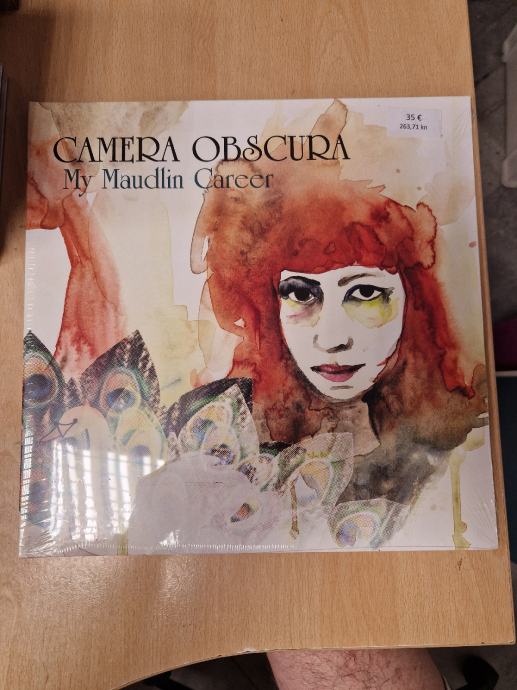 35 €
263,71 kn
CAMERA OBSCURA
My Maudlin Career